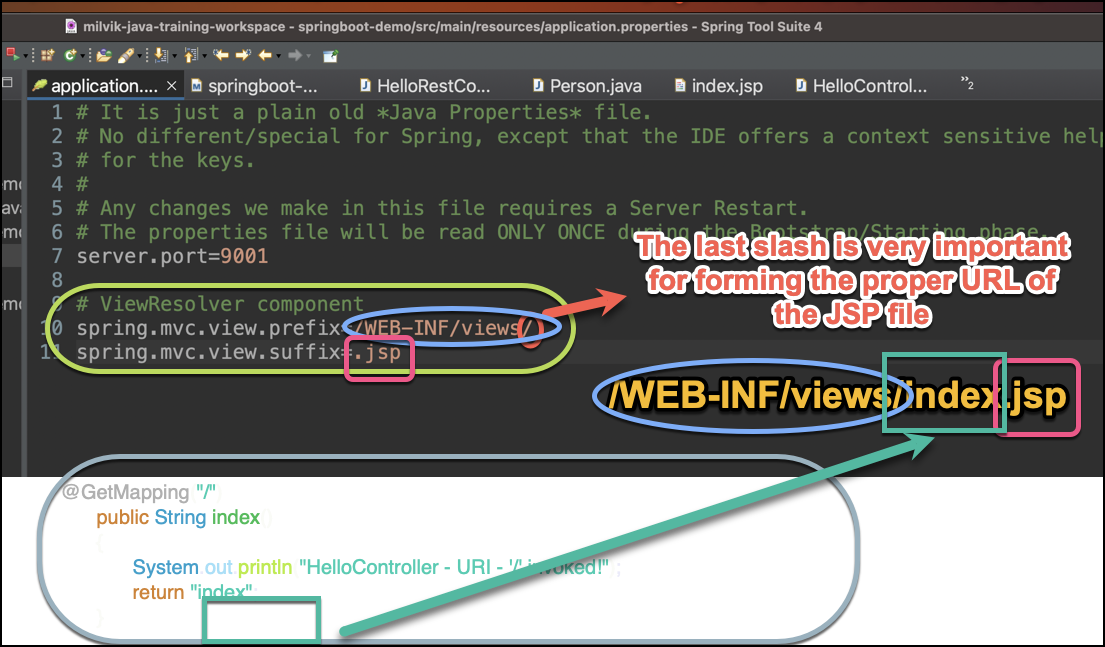 milvik-java-training-workspace - springboot-demo/src/main/resources/application.properties - Spring Tool Suite 4
application.... springboot-... HelloRestCo... Person.java index.jsp HelloControl... 2
1 # It is just a plain old *Java Properties* file.
2 # No different/special for Spring, except that the IDE offers a context sensitive help
3 # for the keys.
4 #
5 # Any changes we make in this file requires a Server Restart.
6 # The properties file will be read ONLY ONCE during the Bootstrap/Starting phase.
7 server.port=9001
8
9 # ViewResolver component
10 spring.mvc.view.prefix=/WEB-INF/views/
11 spring.mvc.view.suffix=.jsp
The last slash is very important
for forming the proper URL of
the JSP file
/WEB-INF/views/index.jsp
@GetMapping "/"
public String index
{
System.out.println "HelloController - URI - '/' invoked!" ;
return "index";
}